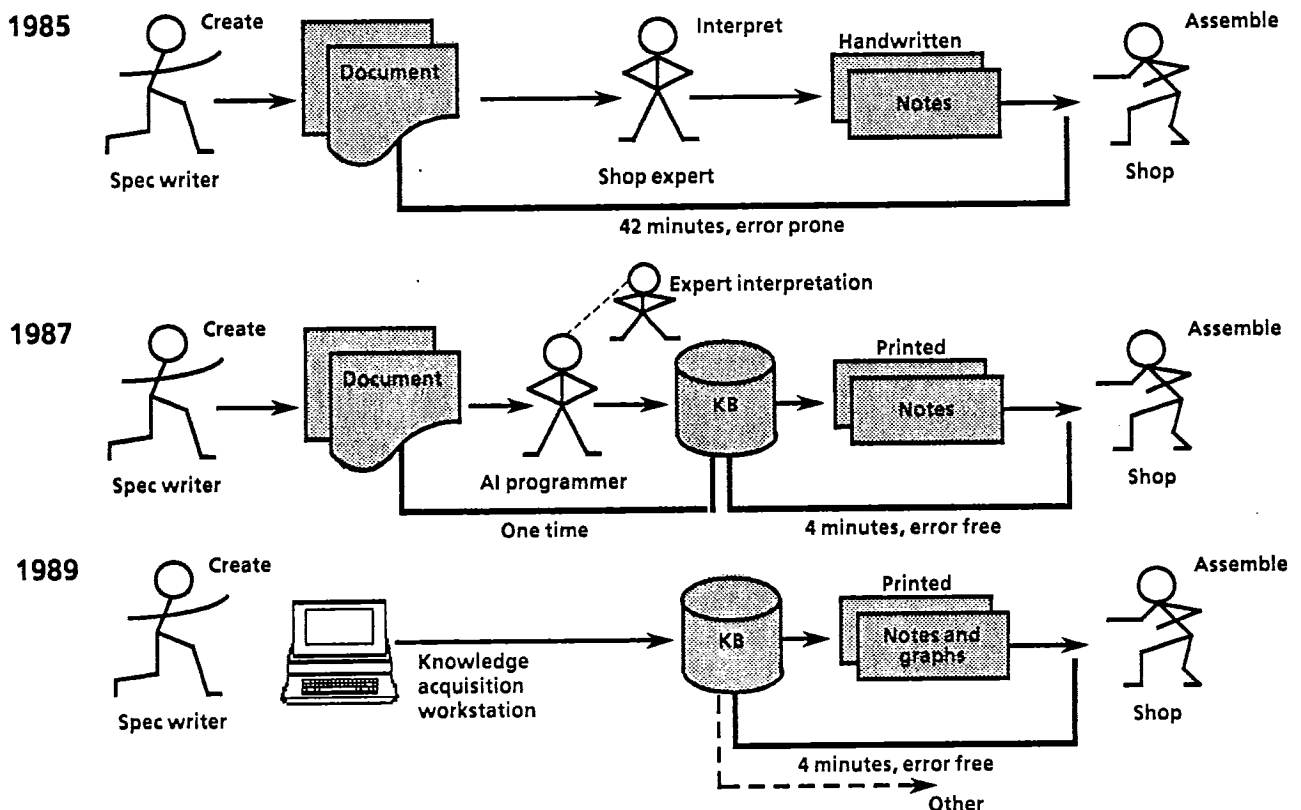 1985
Create
Document
Spec writer
Interpret
Shop expert
Handwritten
Notes
Assemble
Shop
42 minutes, error prone
1987
Create
Document
Spec writer
Expert interpretation
AI programmer
KB
Printed
Notes
Assemble
Shop
One time
4 minutes, error free
1989
Create
Spec writer
Knowledge
acquisition
workstation
KB
Printed
Notes and
graphs
Assemble
Shop
4 minutes, error free
Other